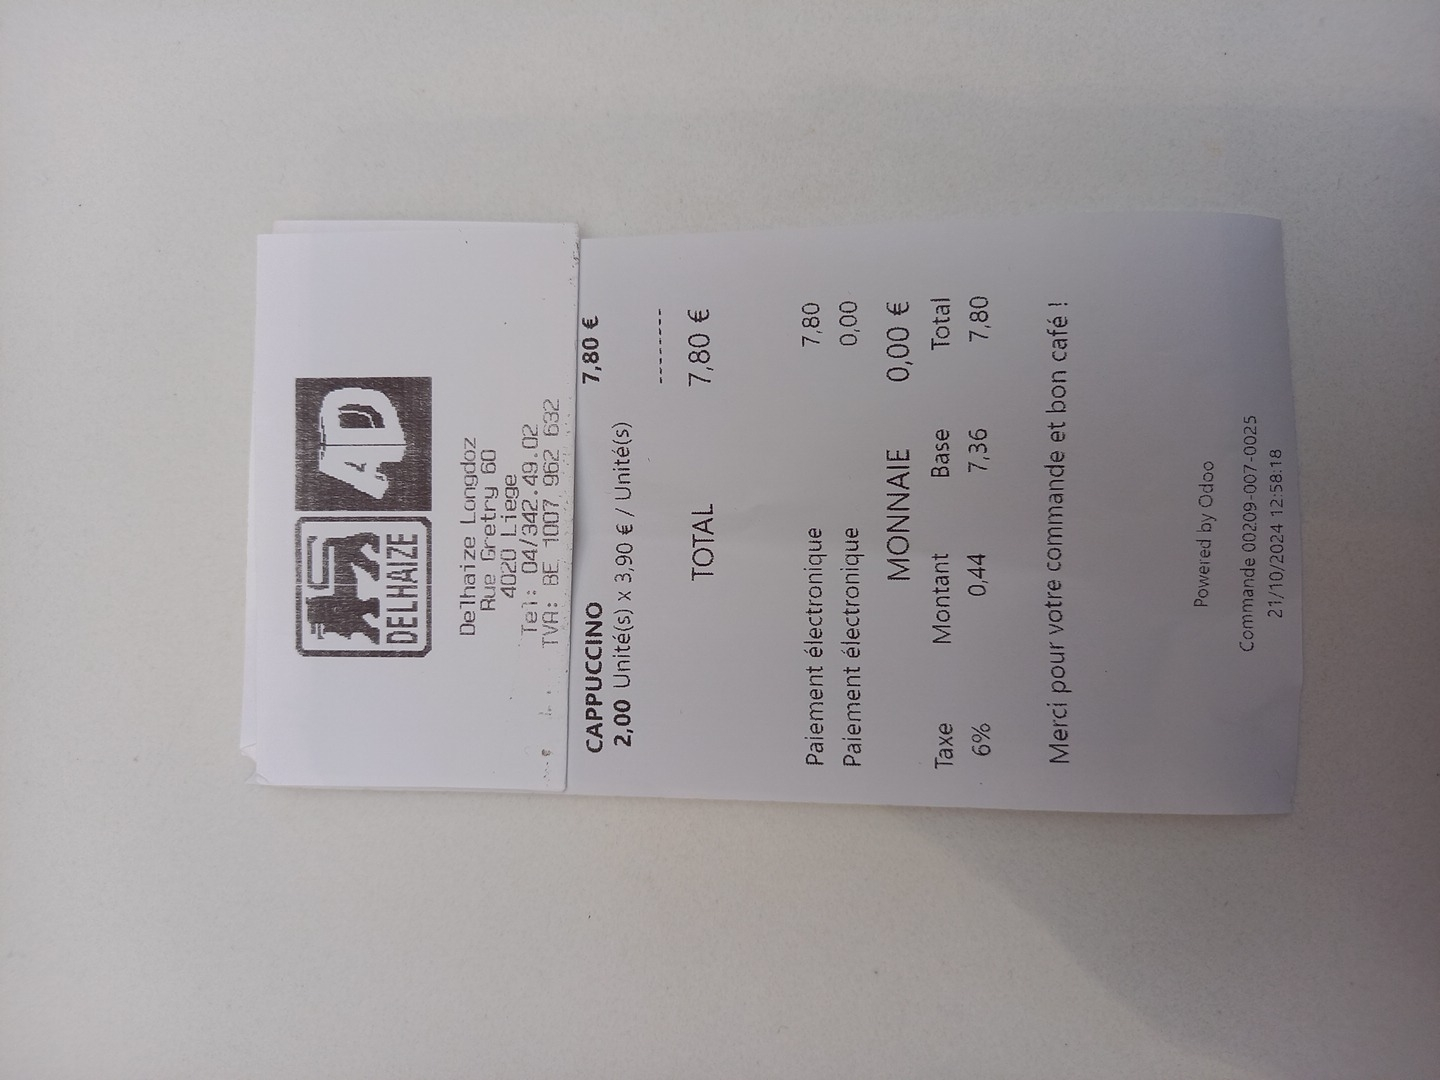 DELHAIZE AD
Delhaize Longdoz
Rue Gretry 60
4020 Liege
Tel: 04/342.49.02
TVA: BE 1007 962 632
CAPPUCCINO 7,80 €
2,00 Unité(s) x 3,90 € / Unité(s)
--------
TOTAL 7,80 €
Paiement électronique 7,80
Paiement électronique 0,00
MONNAIE 0,00 €
Taxe Montant Base Total
6% 0,44 7,36 7,80
Merci pour votre commande et bon café !
Powered by Odoo
Commande 00209-007-0025
21/10/2024 12:58:18